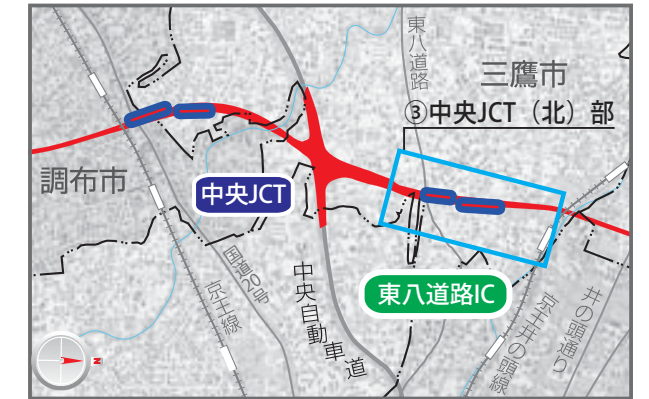 東八道路
三鷹市
③中央JCT（北）部
調布市
中央JCT
国道20号
京王線
中央自動車道
東八道路IC
京王井の頭線
井の頭通り
N